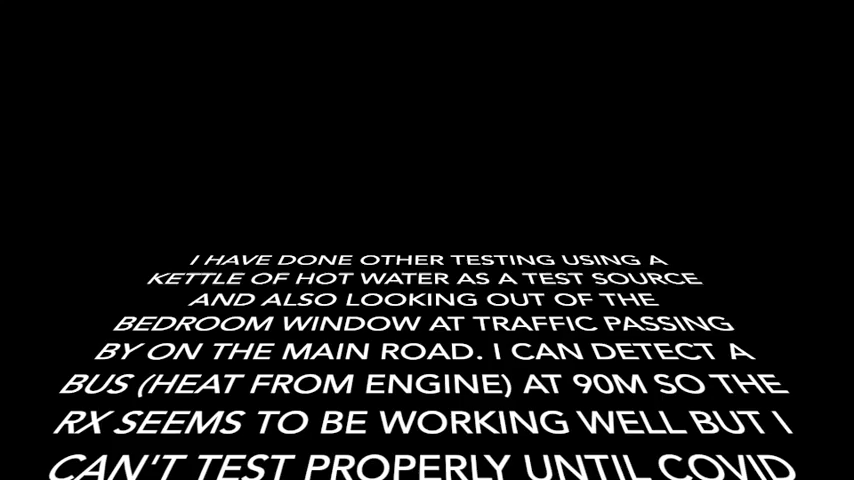 I HAVE DONE OTHER TESTING USING A
KETTLE OF HOT WATER AS A TEST SOURCE
AND ALSO LOOKING OUT OF THE
BEDROOM WINDOW AT TRAFFIC PASSING
BY ON THE MAIN ROAD. I CAN DETECT A
BUS (HEAT FROM ENGINE) AT 90M SO THE
RX SEEMS TO BE WORKING WELL BUT I
CAN'T TEST PROPERLY UNTIL COVID